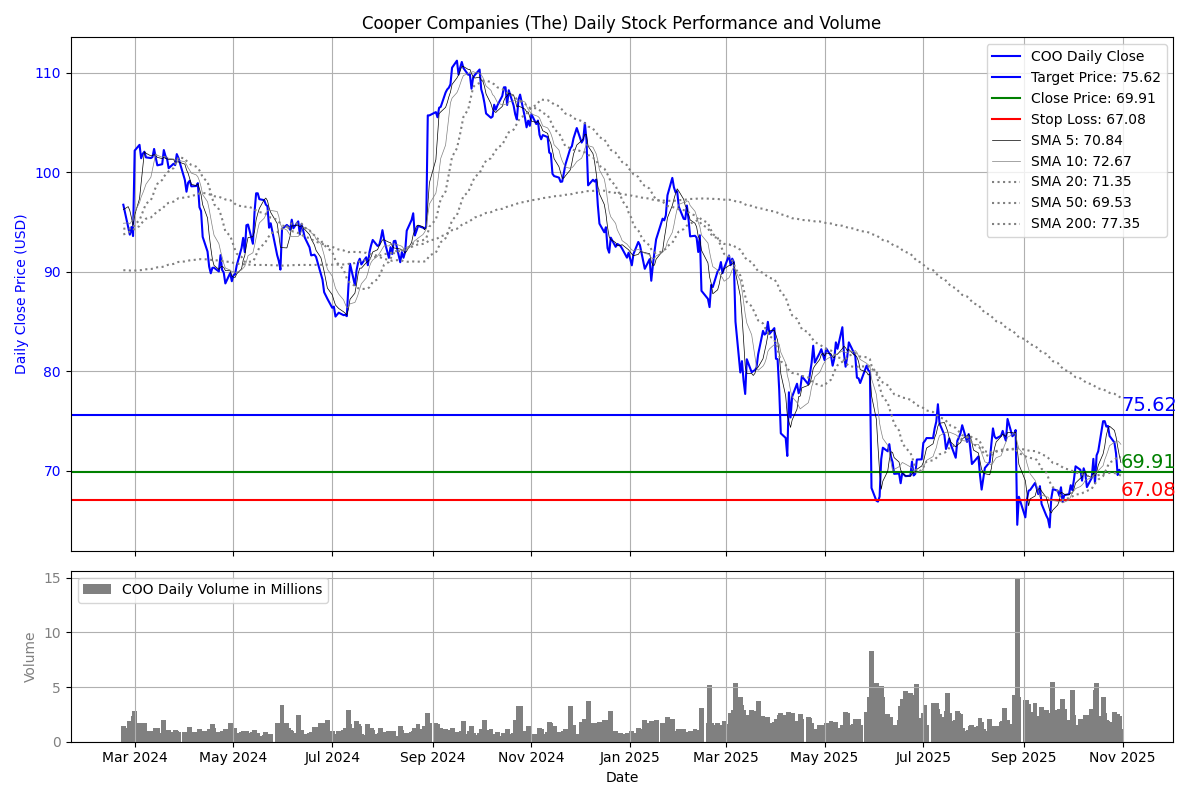 Cooper Companies (The) Daily Stock Performance and Volume
Daily Close Price (USD)
110
100
90
80
70
COO Daily Close
Target Price: 75.62
Close Price: 69.91
Stop Loss: 67.08
SMA 5: 70.84
SMA 10: 72.67
SMA 20: 71.35
SMA 50: 69.53
SMA 200: 77.35
75.62
69.91
67.08
Volume
15
10
5
0
COO Daily Volume in Millions
Mar 2024 May 2024 Jul 2024 Sep 2024 Nov 2024 Jan 2025 Mar 2025 May 2025 Jul 2025 Sep 2025 Nov 2025
Date